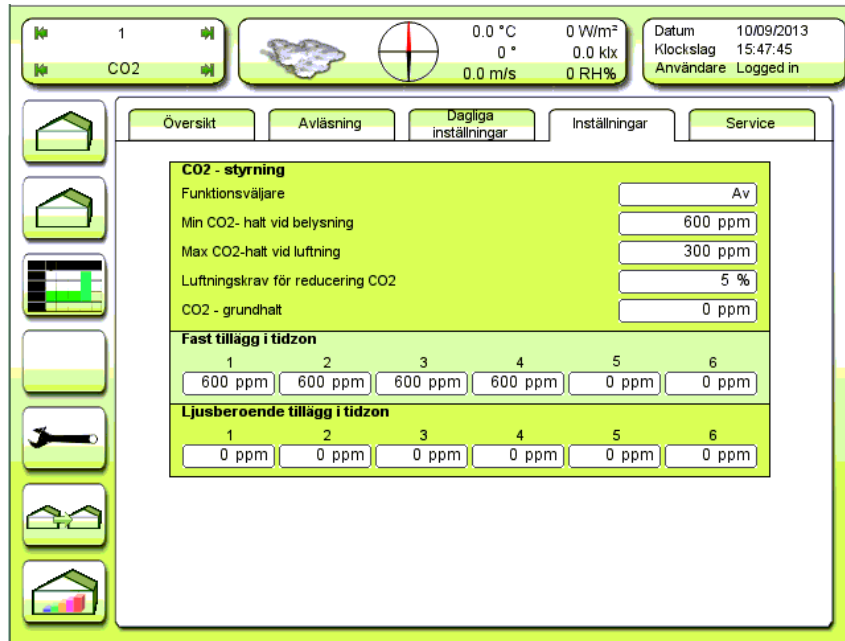 1
CO2
0.0 °C 0 W/m²
0 ° 0.0 klx
0.0 m/s 0 RH%
Datum 10/09/2013
Klockslag 15:47:45
Användare Logged in
Översikt
Avläsning
Dagliga
inställningar
Inställningar
Service
CO2 - styrning
Funktionsväljare Av
Min CO2- halt vid belysning 600 ppm
Max CO2-halt vid luftning 300 ppm
Luftningskrav för reducering CO2 5 %
CO2 - grundhalt 0 ppm
Fast tillägg i tidzon
1 2 3 4 5 6
600 ppm 600 ppm 600 ppm 600 ppm 0 ppm 0 ppm
Ljusberoende tillägg i tidzon
1 2 3 4 5 6
0 ppm 0 ppm 0 ppm 0 ppm 0 ppm 0 ppm